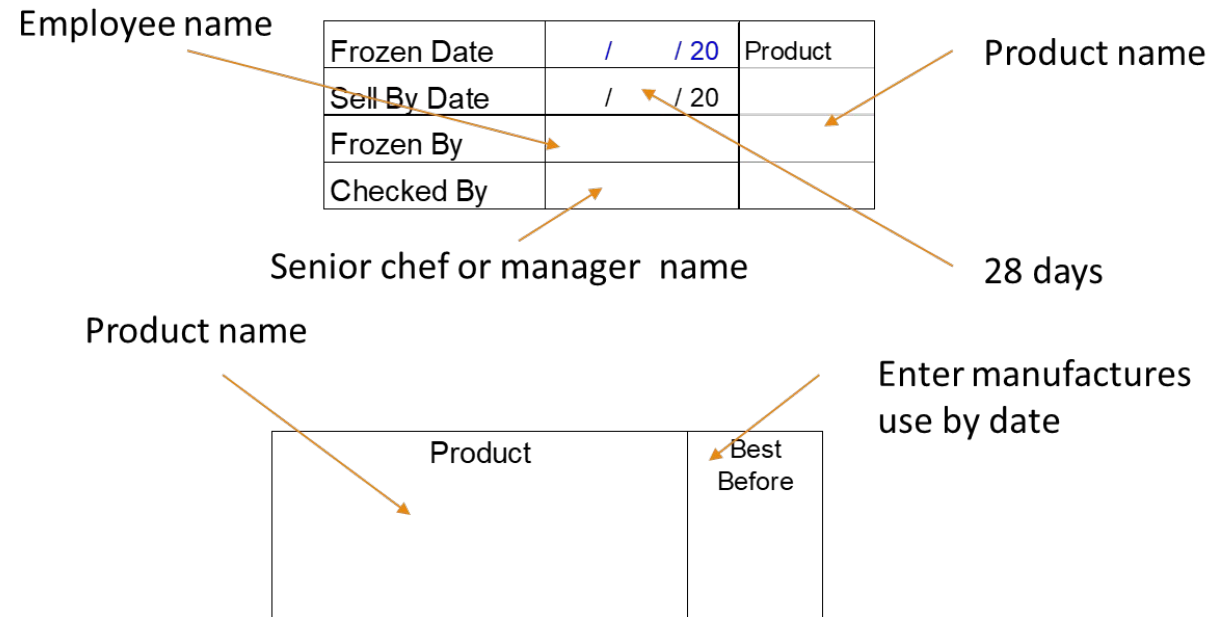 Employee name
Frozen Date / / 20 Product
Product name
Sell By Date / / 20
Frozen By
Checked By
Senior chef or manager name
28 days
Product name
Enter manufactures
use by date
Product
Best
Before